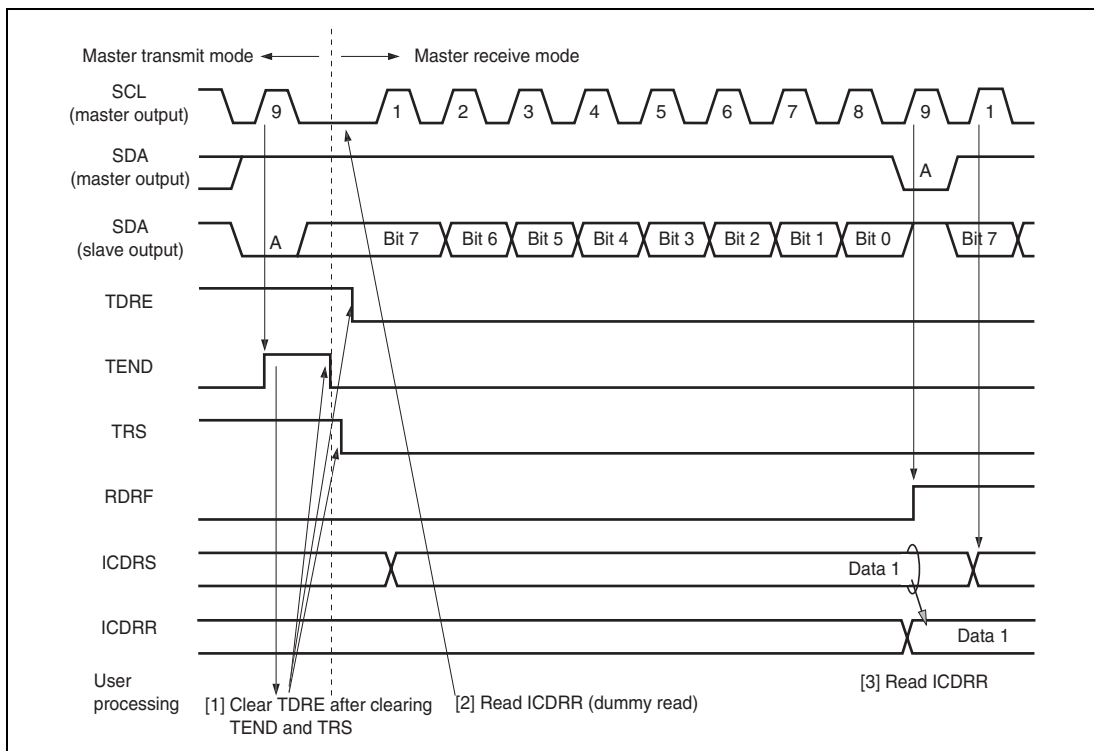 Master transmit mode
Master receive mode
SCL
(master output)
9 1 2 3 4 5 6 7 8 9 1
SDA
(master output)
A
SDA
(slave output)
A Bit 7 Bit 6 Bit 5 Bit 4 Bit 3 Bit 2 Bit 1 Bit 0 Bit 7
TDRE
TEND
TRS
RDRF
ICDRS
Data 1
ICDRR
Data 1
User
processing
[1] Clear TDRE after clearing
TEND and TRS
[2] Read ICDRR (dummy read)
[3] Read ICDRR